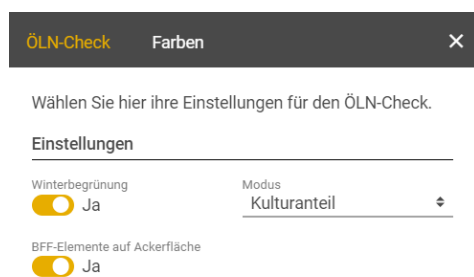 ÖLN-Check Farben
Wählen Sie hier ihre Einstellungen für den ÖLN-Check.
Einstellungen
Winterbegrünung Modus
Ja Kulturanteil
BFF-Elemente auf Ackerfläche
Ja